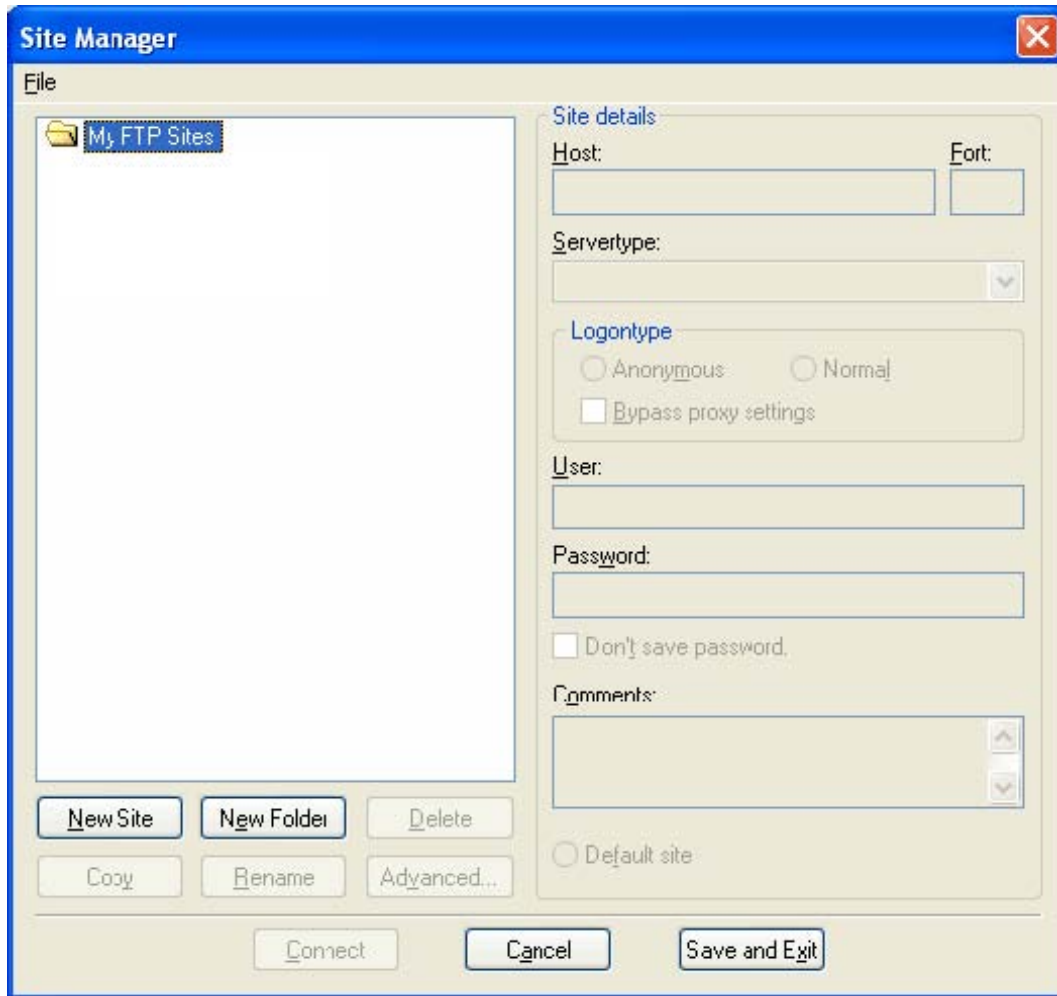 Site Manager
File
My FTP Sites
Site details
Host:
Port:
Servertype:
Logontype
Anonymous
Normal
Bypass proxy settings
User:
Password:
Don't save password.
Comments:
Default site
New Site
New Folder
Delete
Copy
Rename
Advanced...
Connect
Cancel
Save and Exit